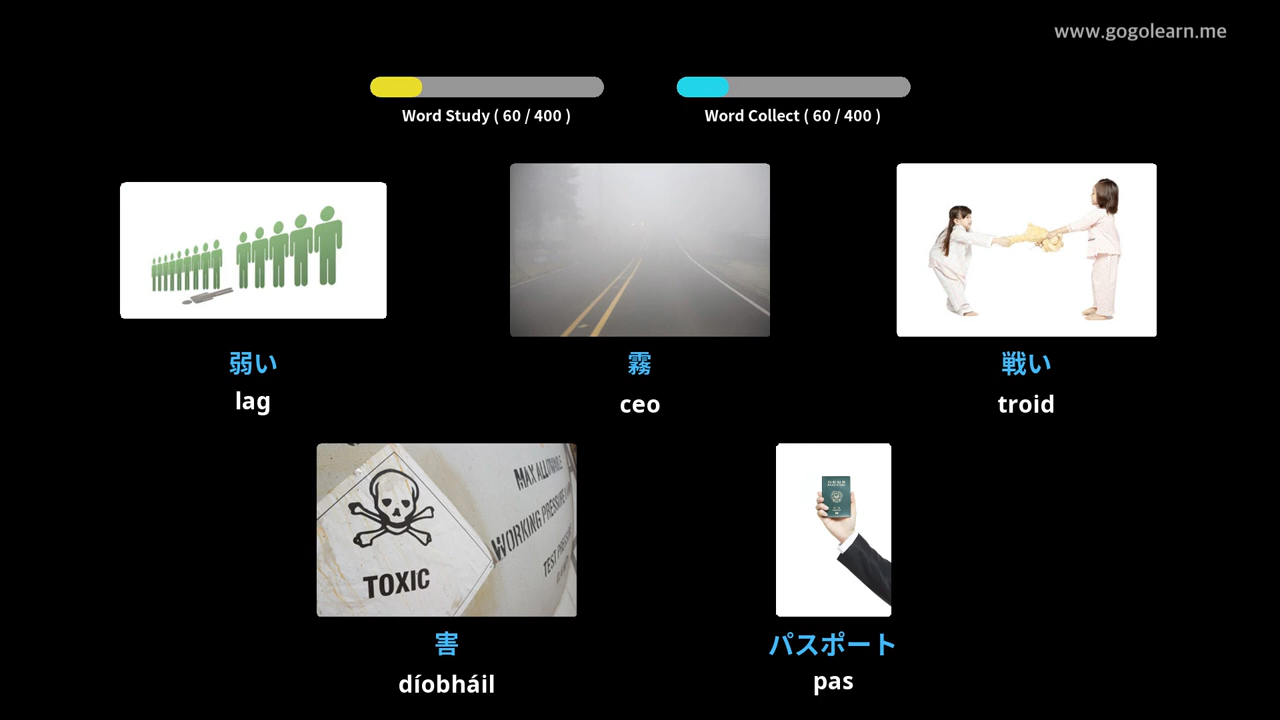 www.gogolearn.me
Word Study ( 60 / 400 )
Word Collect ( 60 / 400 )
弱い
lag
霧
ceo
戦い
troid
TOXIC
MAX ALLOWABLE
WORKING PRESSURE
TEST
害
díobháil
パスポート
pas